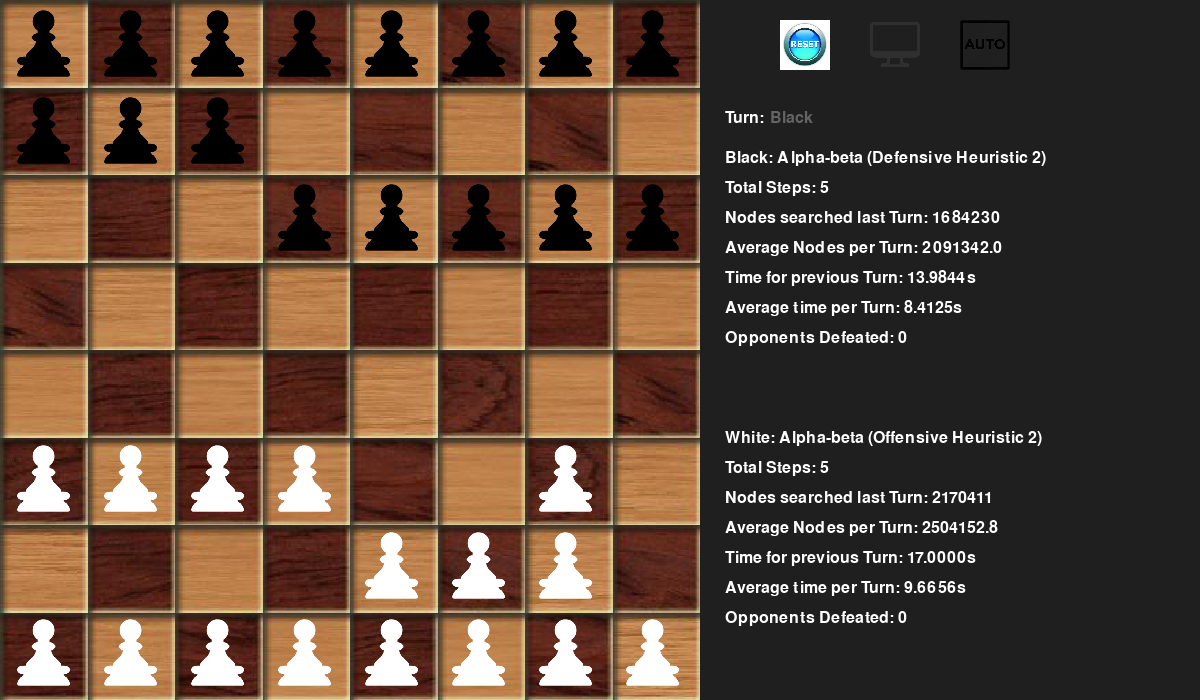 RESET
AUTO
Turn: Black
Black: Alpha-beta (Defensive Heuristic 2)
Total Steps: 5
Nodes searched last Turn: 1684230
Average Nodes per Turn: 2091342.0
Time for previous Turn: 13.9844s
Average time per Turn: 8.4125s
Opponents Defeated: 0
White: Alpha-beta (Offensive Heuristic 2)
Total Steps: 5
Nodes searched last Turn: 2170411
Average Nodes per Turn: 2504152.8
Time for previous Turn: 17.0000s
Average time per Turn: 9.6656s
Opponents Defeated: 0